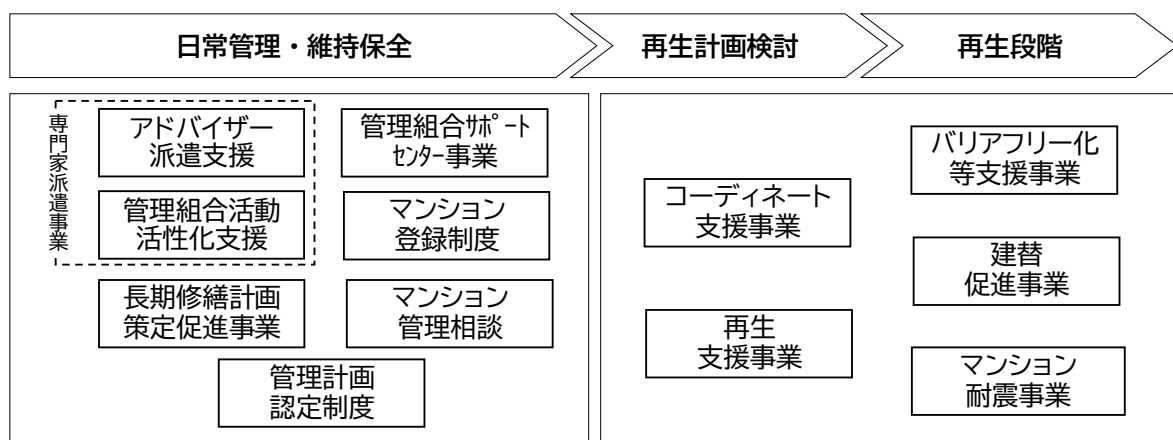 日常管理・維持保全
再生計画検討
再生段階
専門家派遣事業
アドバイザー
派遣支援
管理組合活動
活性化支援
長期修繕計画
策定促進事業
管理組合ｻﾎﾟｰﾄ
ｾﾝﾀｰ事業
マンション
登録制度
マンション
管理相談
管理計画
認定制度
コーディネート
支援事業
再生
支援事業
バリアフリー化
等支援事業
建替
促進事業
マンション
耐震事業